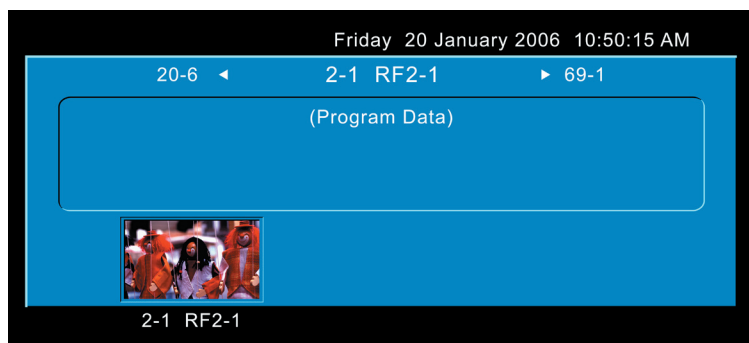 Friday 20 January 2006 10:50:15 AM
20-6 ◄ 2-1 RF2-1 ► 69-1
(Program Data)
2-1 RF2-1